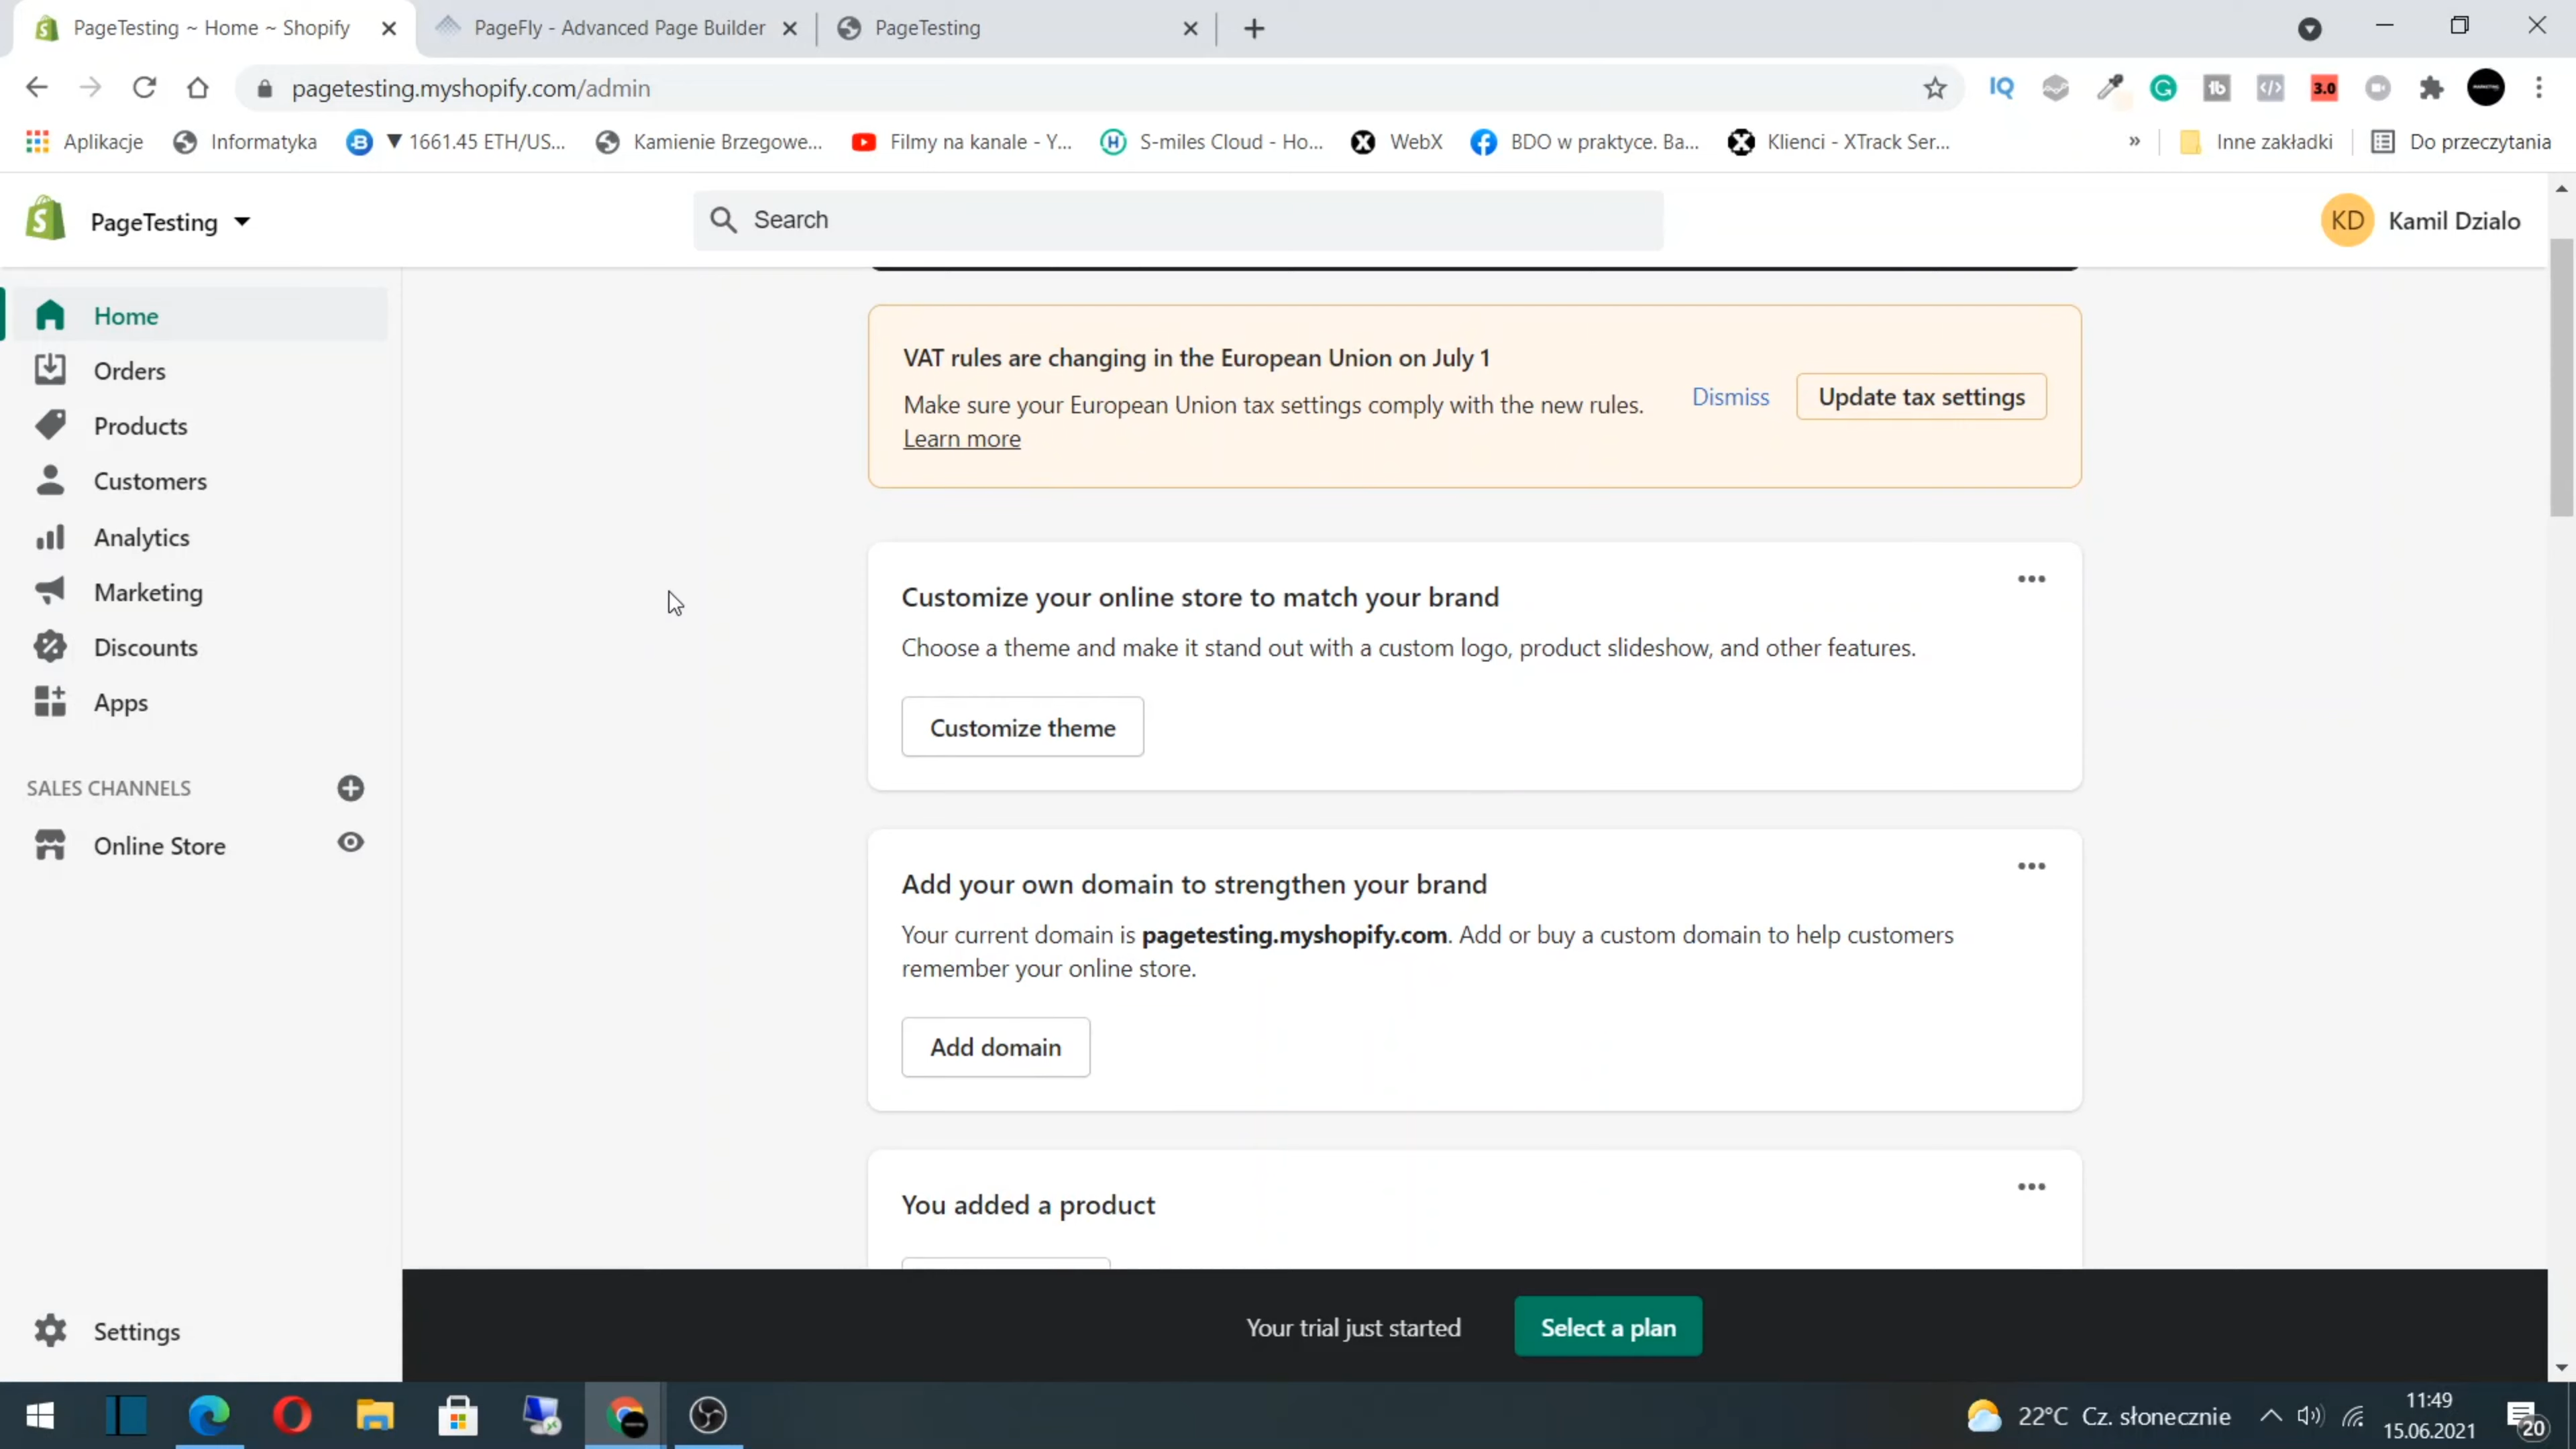 PageTesting ~ Home ~ Shopify
PageFly - Advanced Page Builder
PageTesting
pagetesting.myshopify.com/admin
IQ
3.0
Aplikacje
Informatyka
▼ 1661.45 ETH/US...
Kamienie Brzegowe...
Filmy na kanale - Y...
S-miles Cloud - Ho...
WebX
BDO w praktyce. Ba...
Klienci - XTrack Ser...
»
Inne zakładki
Do przeczytania
PageTesting
Search
KD
Kamil Dzialo
Home
Orders
Products
Customers
Analytics
Marketing
Discounts
Apps
SALES CHANNELS
Online Store
Settings
VAT rules are changing in the European Union on July 1
Make sure your European Union tax settings comply with the new rules.
Learn more
Dismiss
Update tax settings
Customize your online store to match your brand
Choose a theme and make it stand out with a custom logo, product slideshow, and other features.
Customize theme
Add your own domain to strengthen your brand
Your current domain is pagetesting.myshopify.com. Add or buy a custom domain to help customers
remember your online store.
Add domain
You added a product
Your trial just started
Select a plan
22°C Cz. słonecznie
11:49
15.06.2021
20